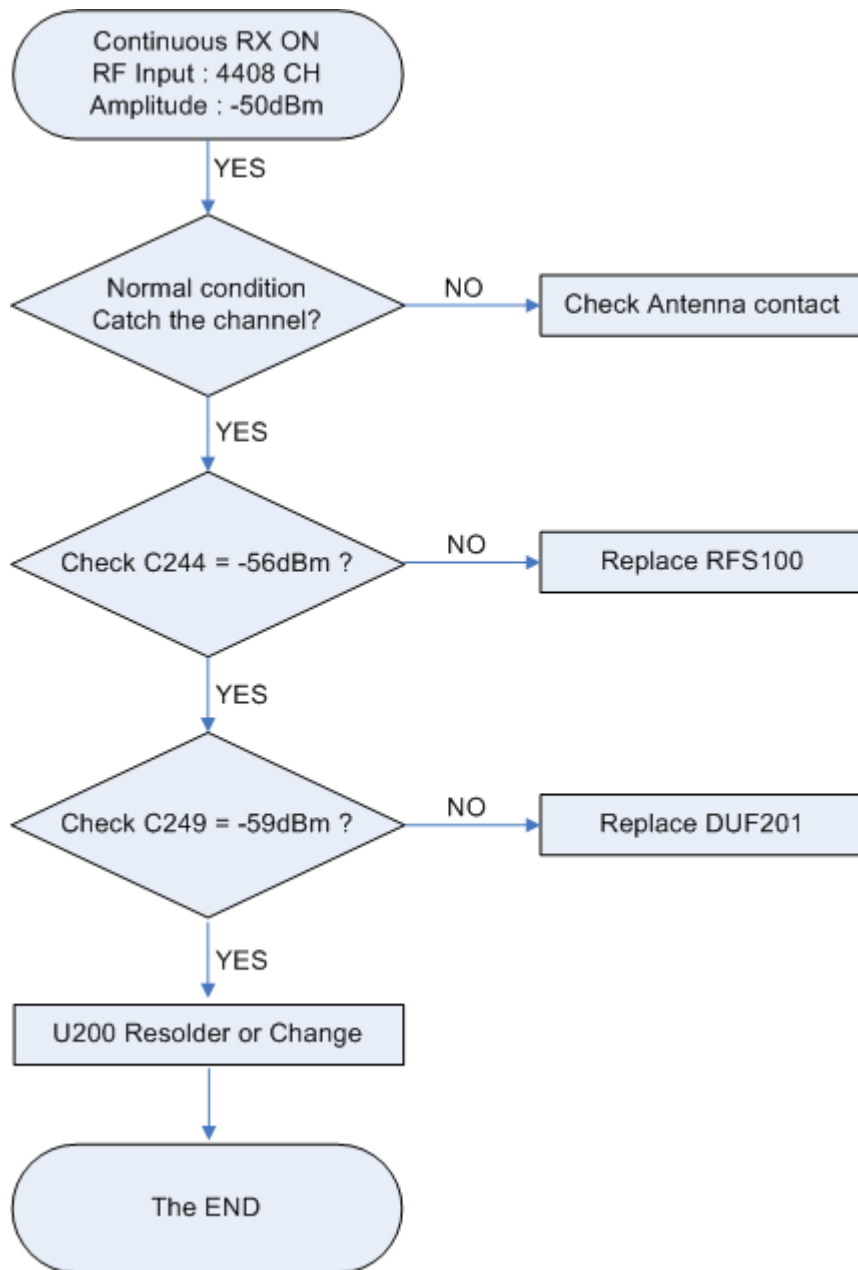 Continuous RX ON
RF Input : 4408 CH
Amplitude : -50dBm
YES
Normal condition
Catch the channel?
NO
Check Antenna contact
YES
Check C244 = -56dBm ?
NO
Replace RFS100
YES
Check C249 = -59dBm ?
NO
Replace DUF201
YES
U200 Resolder or Change
The END